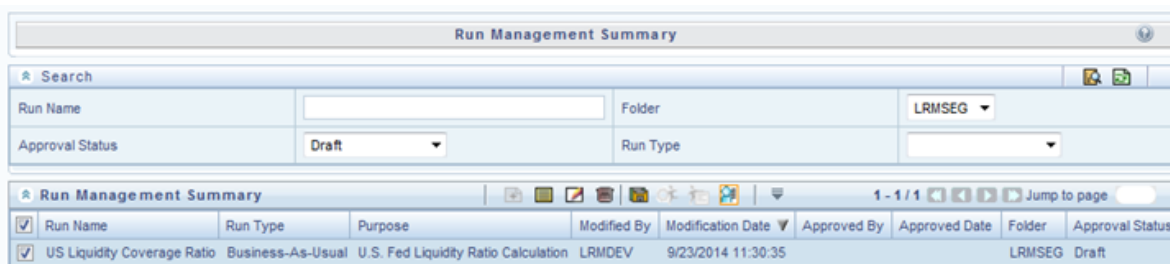 Run Management Summary
Search
Run Name Folder LRMSEG
Approval Status Draft Run Type
Run Management Summary 1 - 1 / 1 Jump to page
Run Name Run Type Purpose Modified By Modification Date Approved By Approved Date Folder Approval Status
US Liquidity Coverage Ratio Business-As-Usual U.S. Fed Liquidity Ratio Calculation LRMDEV 9/23/2014 11:30:35 LRMSEG Draft